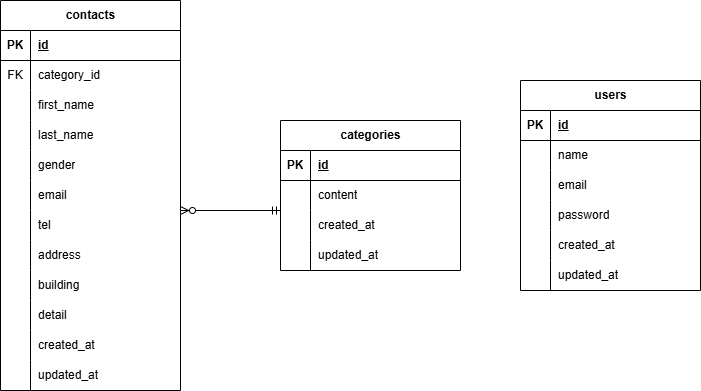 contacts
PK id
FK category_id
first_name
last_name
gender
email
tel
address
building
detail
created_at
updated_at
categories
PK id
content
created_at
updated_at
users
PK id
name
email
password
created_at
updated_at